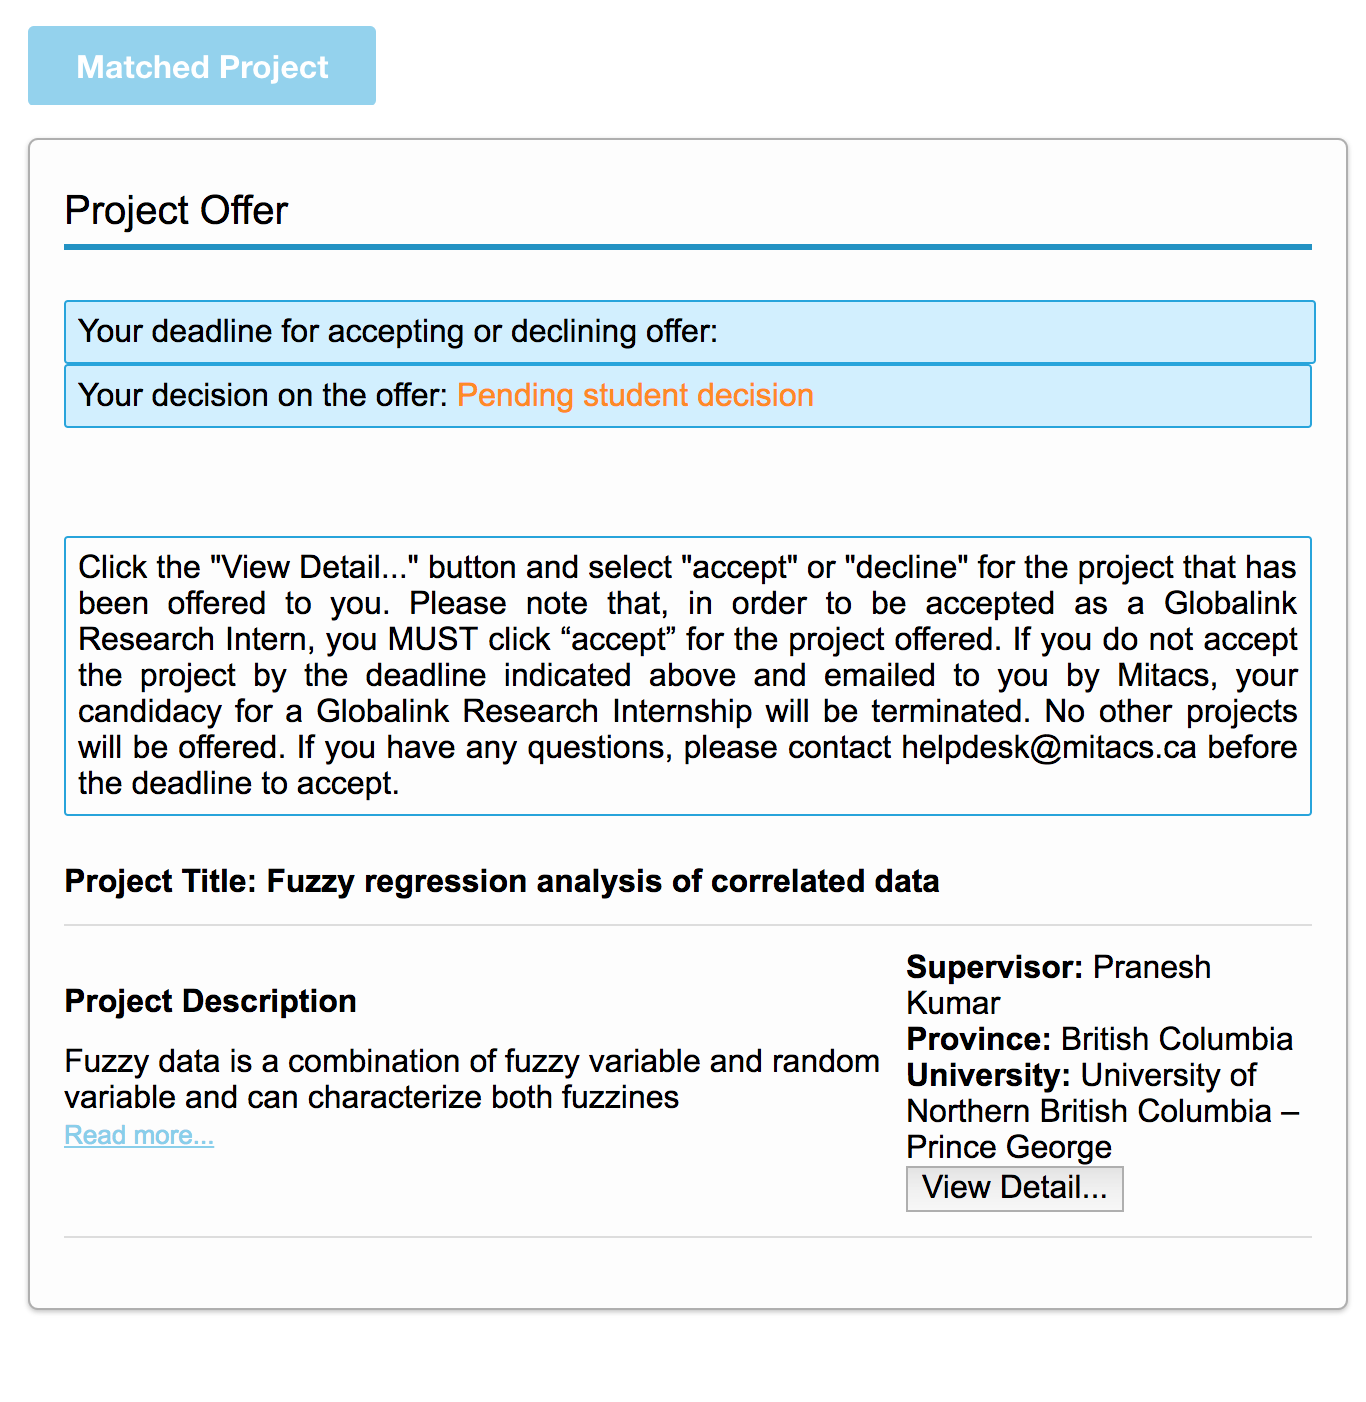 Matched Project
Project Offer
Your deadline for accepting or declining offer:
Your decision on the offer: Pending student decision
Click the "View Detail..." button and select "accept" or "decline" for the project that has
been offered to you. Please note that, in order to be accepted as a Globalink
Research Intern, you MUST click “accept” for the project offered. If you do not accept
the project by the deadline indicated above and emailed to you by Mitacs, your
candidacy for a Globalink Research Internship will be terminated. No other projects
will be offered. If you have any questions, please contact helpdesk@mitacs.ca before
the deadline to accept.
Project Title: Fuzzy regression analysis of correlated data
Project Description
Fuzzy data is a combination of fuzzy variable and random
variable and can characterize both fuzzines
Read more...
Supervisor: Pranesh
Kumar
Province: British Columbia
University: University of
Northern British Columbia –
Prince George
View Detail...